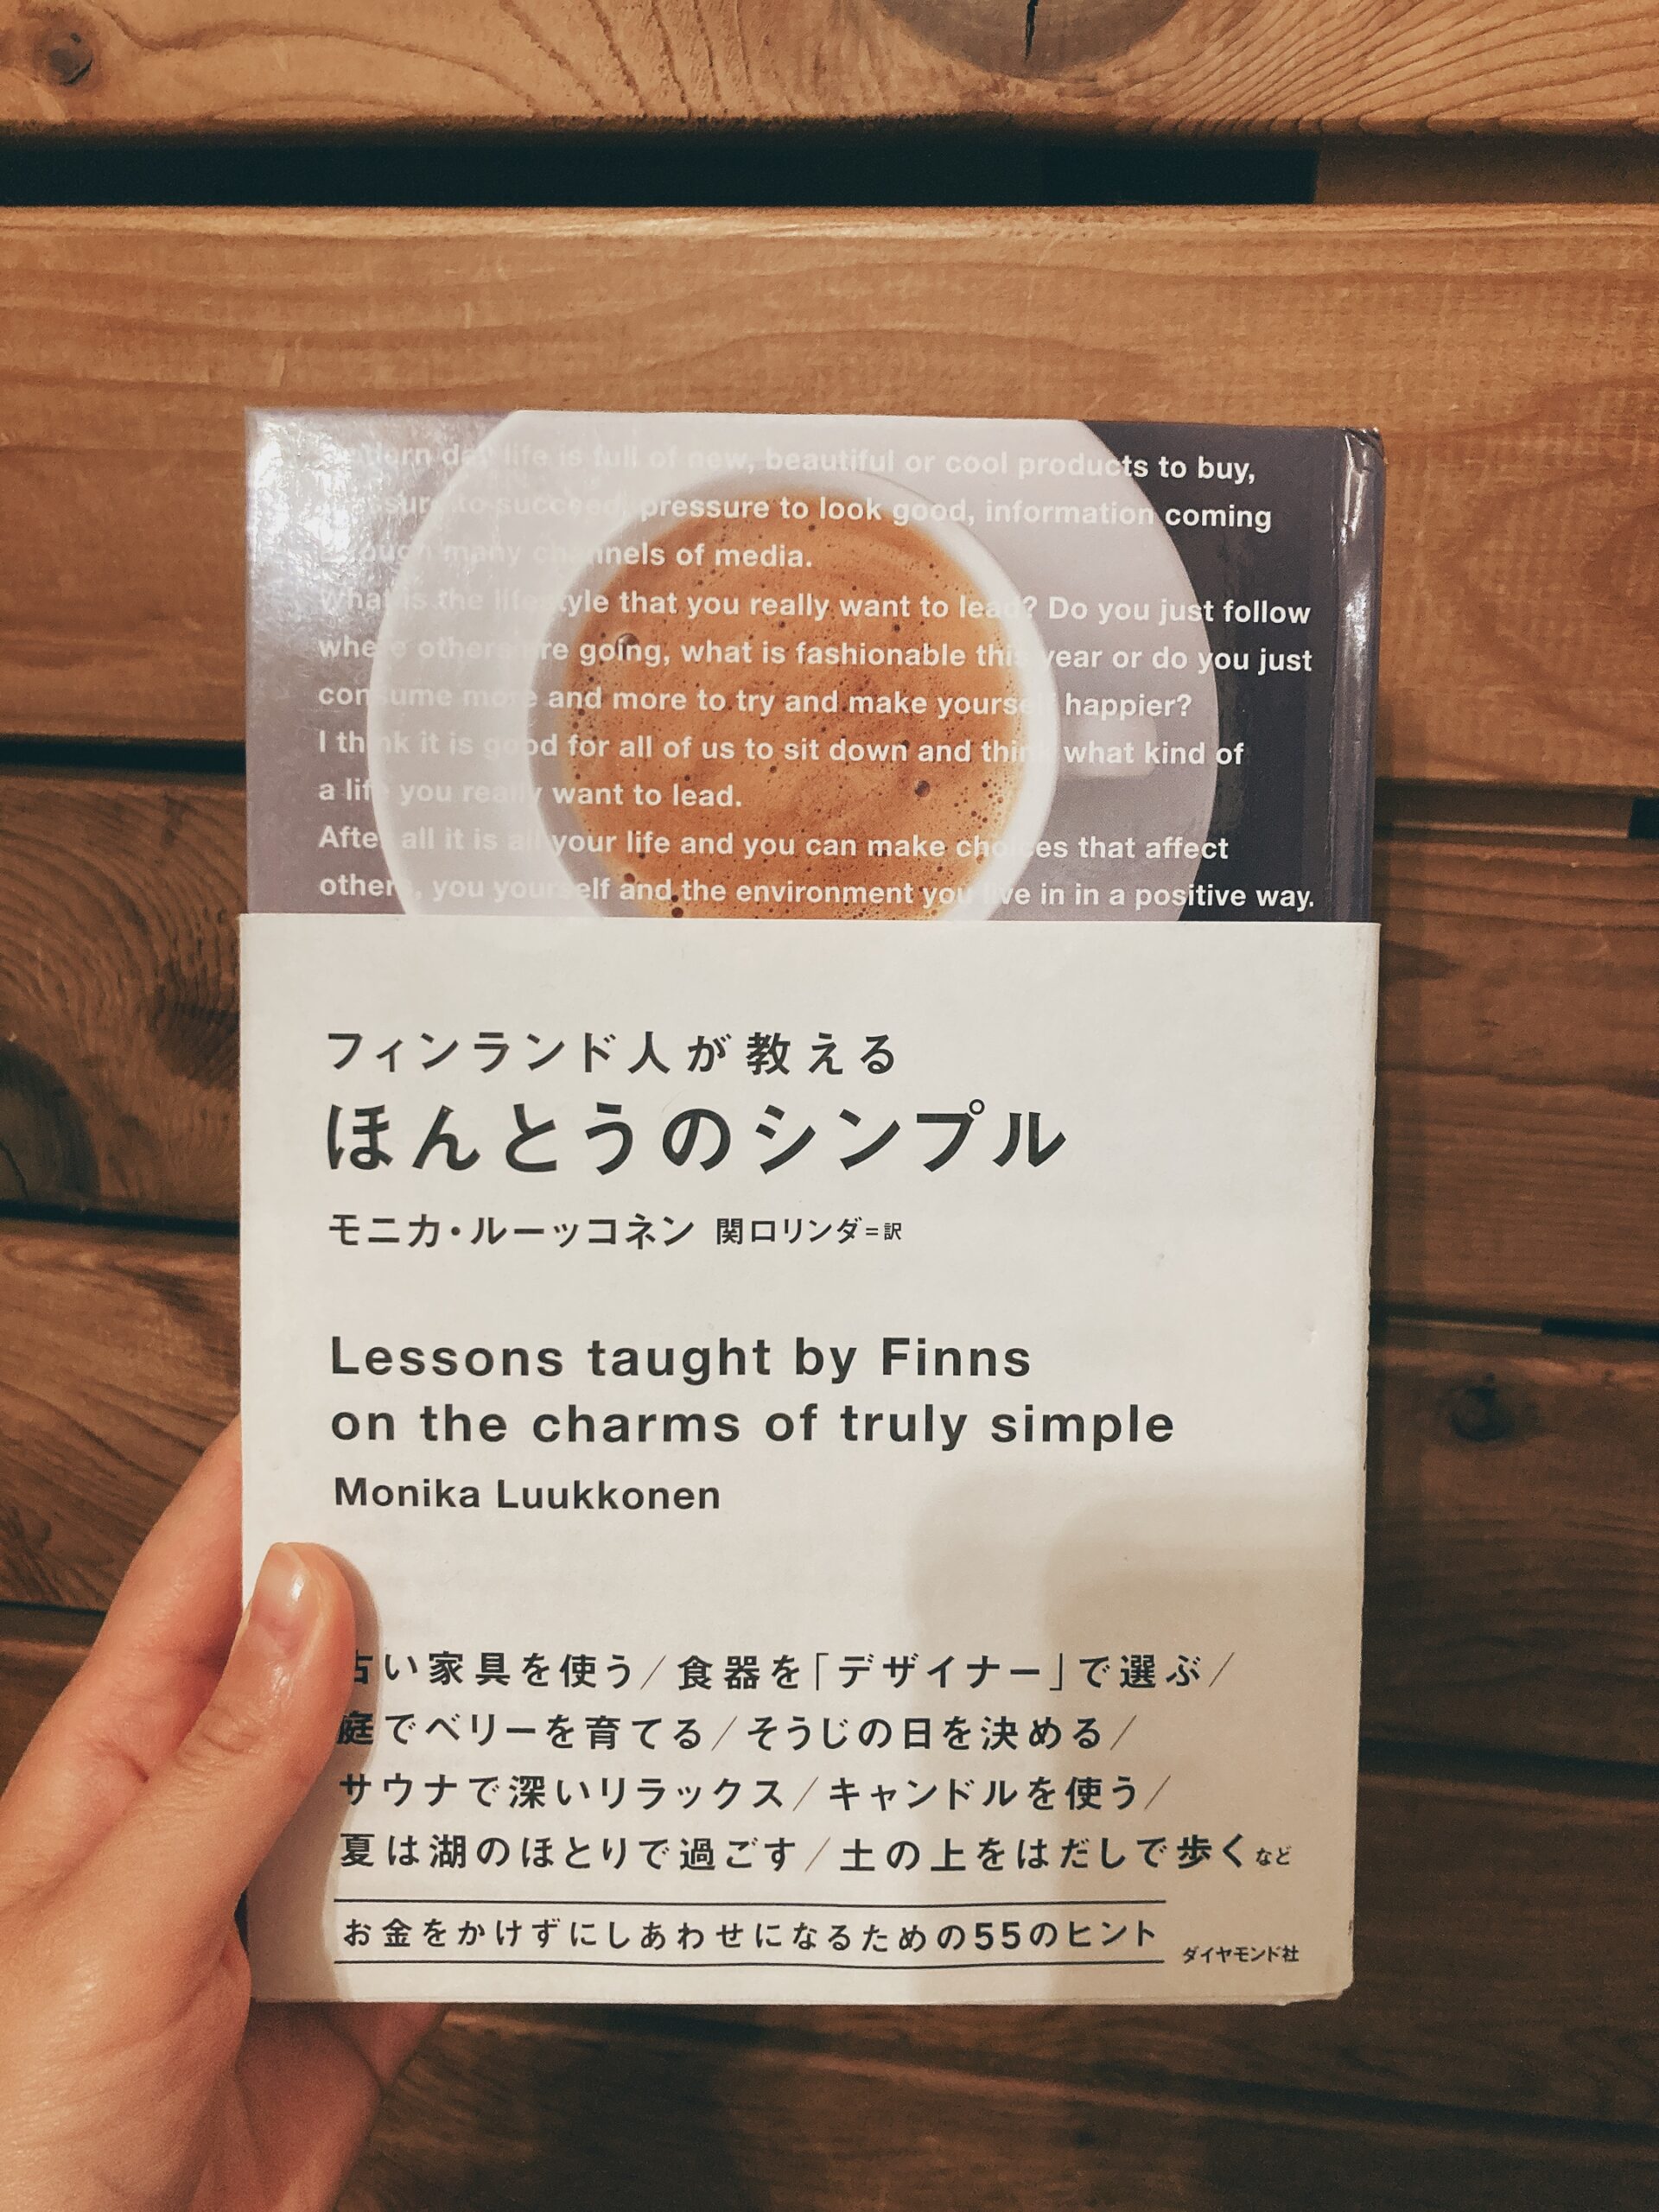 Modern day life is full of new, beautiful or cool products to buy,
pressure to succeed, pressure to look good, information coming
through many channels of media.
What is the lifestyle that you really want to lead? Do you just follow
where others are going, what is fashionable this year or do you just
consume more and more to try and make yourself happier?
I think it is good for all of us to sit down and think what kind of
a life you really want to lead.
After all it is all your life and you can make choices that affect
others, you yourself and the environment you live in in a positive way.
フィンランド人が教える
ほんとうのシンプル
モニカ・ルーッコネン 関口リンダ=訳
Lessons taught by Finns
on the charms of truly simple
Monika Luukkonen
古い家具を使う/食器を「デザイナー」で選ぶ/
庭でベリーを育てる/そうじの日を決める/
サウナで深いリラックス/キャンドルを使う/
夏は湖のほとりで過ごす/土の上をはだしで歩くなど
お金をかけずにしあわせになるための55のヒント
ダイヤモンド社